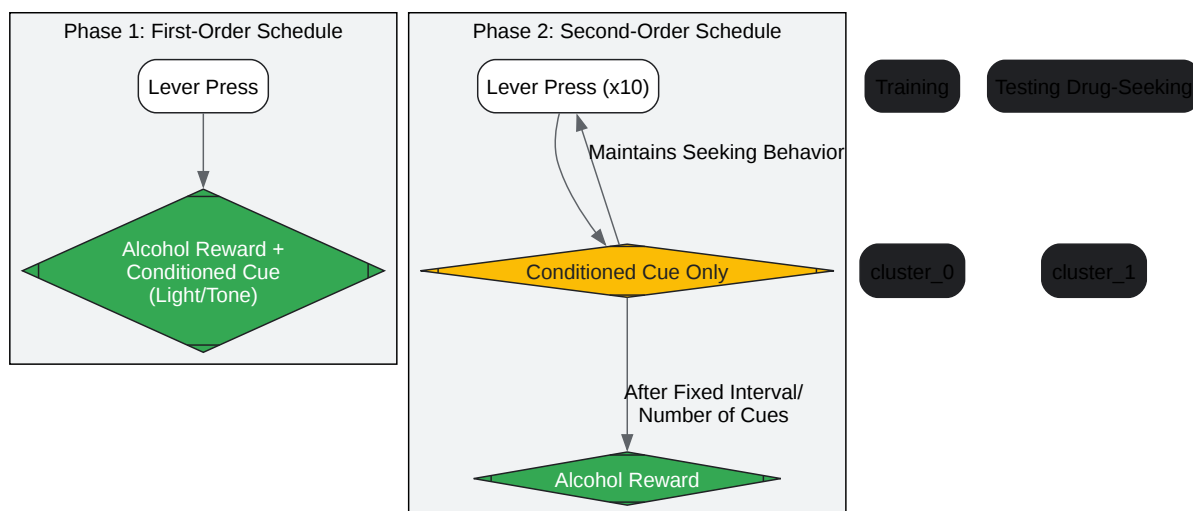 Phase 1: First-Order Schedule
Lever Press
Alcohol Reward +
Conditioned Cue
(Light/Tone)
Phase 2: Second-Order Schedule
Lever Press (x10)
Maintains Seeking Behavior
Conditioned Cue Only
After Fixed Interval/
Number of Cues
Alcohol Reward
Training
Testing Drug-Seeking
cluster_0
cluster_1